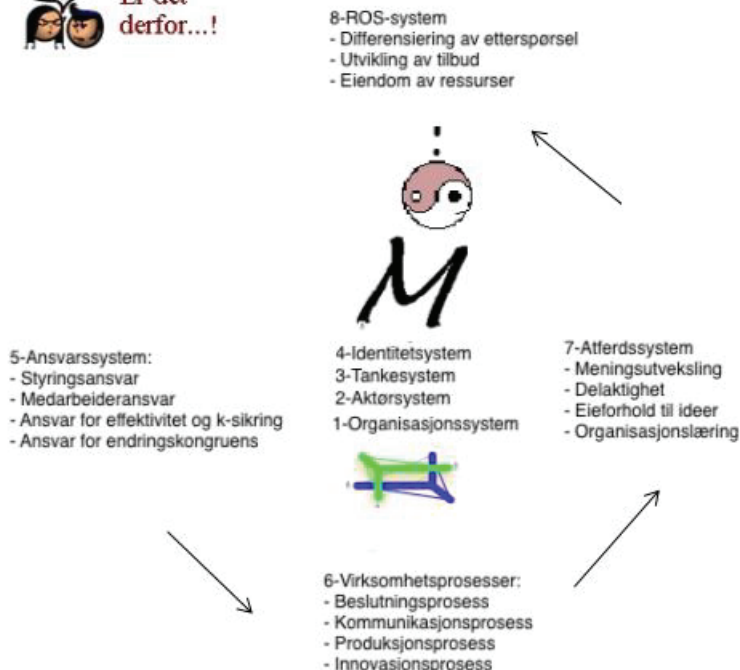 Er det
derfor...!
8-ROS-system
- Differensiering av etterspørsel
- Utvikling av tilbud
- Eiendom av ressurser
M
5-Ansvarssystem:
- Styringsansvar
- Medarbeideransvar
- Ansvar for effektivitet og k-sikring
- Ansvar for endringskongruens
4-Identitetsystem
3-Tankesystem
2-Aktørsystem
1-Organisasjonssystem
7-Atferdssystem
- Meningsutveksling
- Delaktighet
- Eieforhold til ideer
- Organisasjonslæring
6-Virksomhetsprosesser:
- Beslutningsprosess
- Kommunikasjonsprosess
- Produksjonsprosess
- Innovasjonsprosess